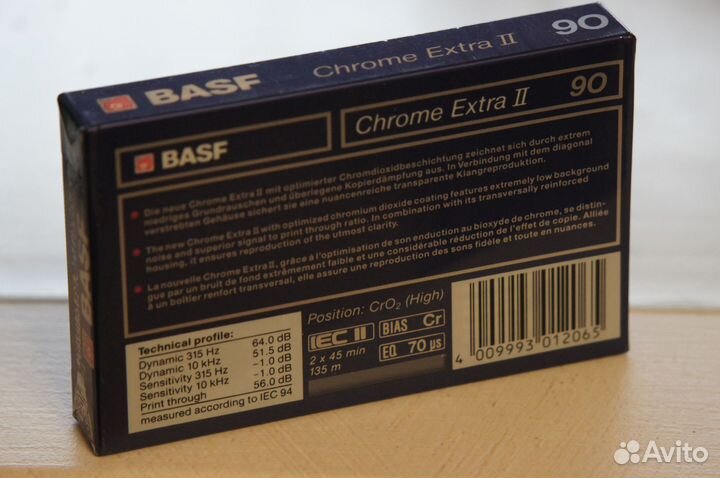 BASF Chrome Extra II 90
BASF Chrome Extra II 90
Die neue Chrome Extra II mit optimierter Chromdioxidbeschichtung zeichnet sich durch extrem
niedriges Grundrauschen und überlegene Kopierdämpfung aus. In Verbindung mit dem diagonal
verstrebten Gehäuse sichert sie eine nuancenreiche transparente Klangreproduktion.
The new Chrome Extra II with optimized chromium dioxide coating features extremely low background
noise and superior signal to print through ratio. In combination with its transversally reinforced
housing, it ensures reproduction of the utmost clarity.
La nouvelle Chrome Extra II, grâce à l'optimisation de son enduction au bioxyde de chrome, se distin-
gue par un bruit de fond extrêmement faible et une considérable réduction de l'effet de copie. Alliée
à un boîtier renfort transversal, elle assure une reproduction des sons fidèle et toute en nuances.
Technical profile:
Dynamic 315 Hz 64.0 dB
Dynamic 10 kHz 51.5 dB
Sensitivity 315 Hz -1.0 dB
Sensitivity 10 kHz -1.0 dB
Print through 56.0 dB
measured according to IEC 94
Position: CrO₂ (High)
IEC II BIAS Cr
2 x 45 min EQ 70 µs
135 m
4 009993 012065
BASF
Avito